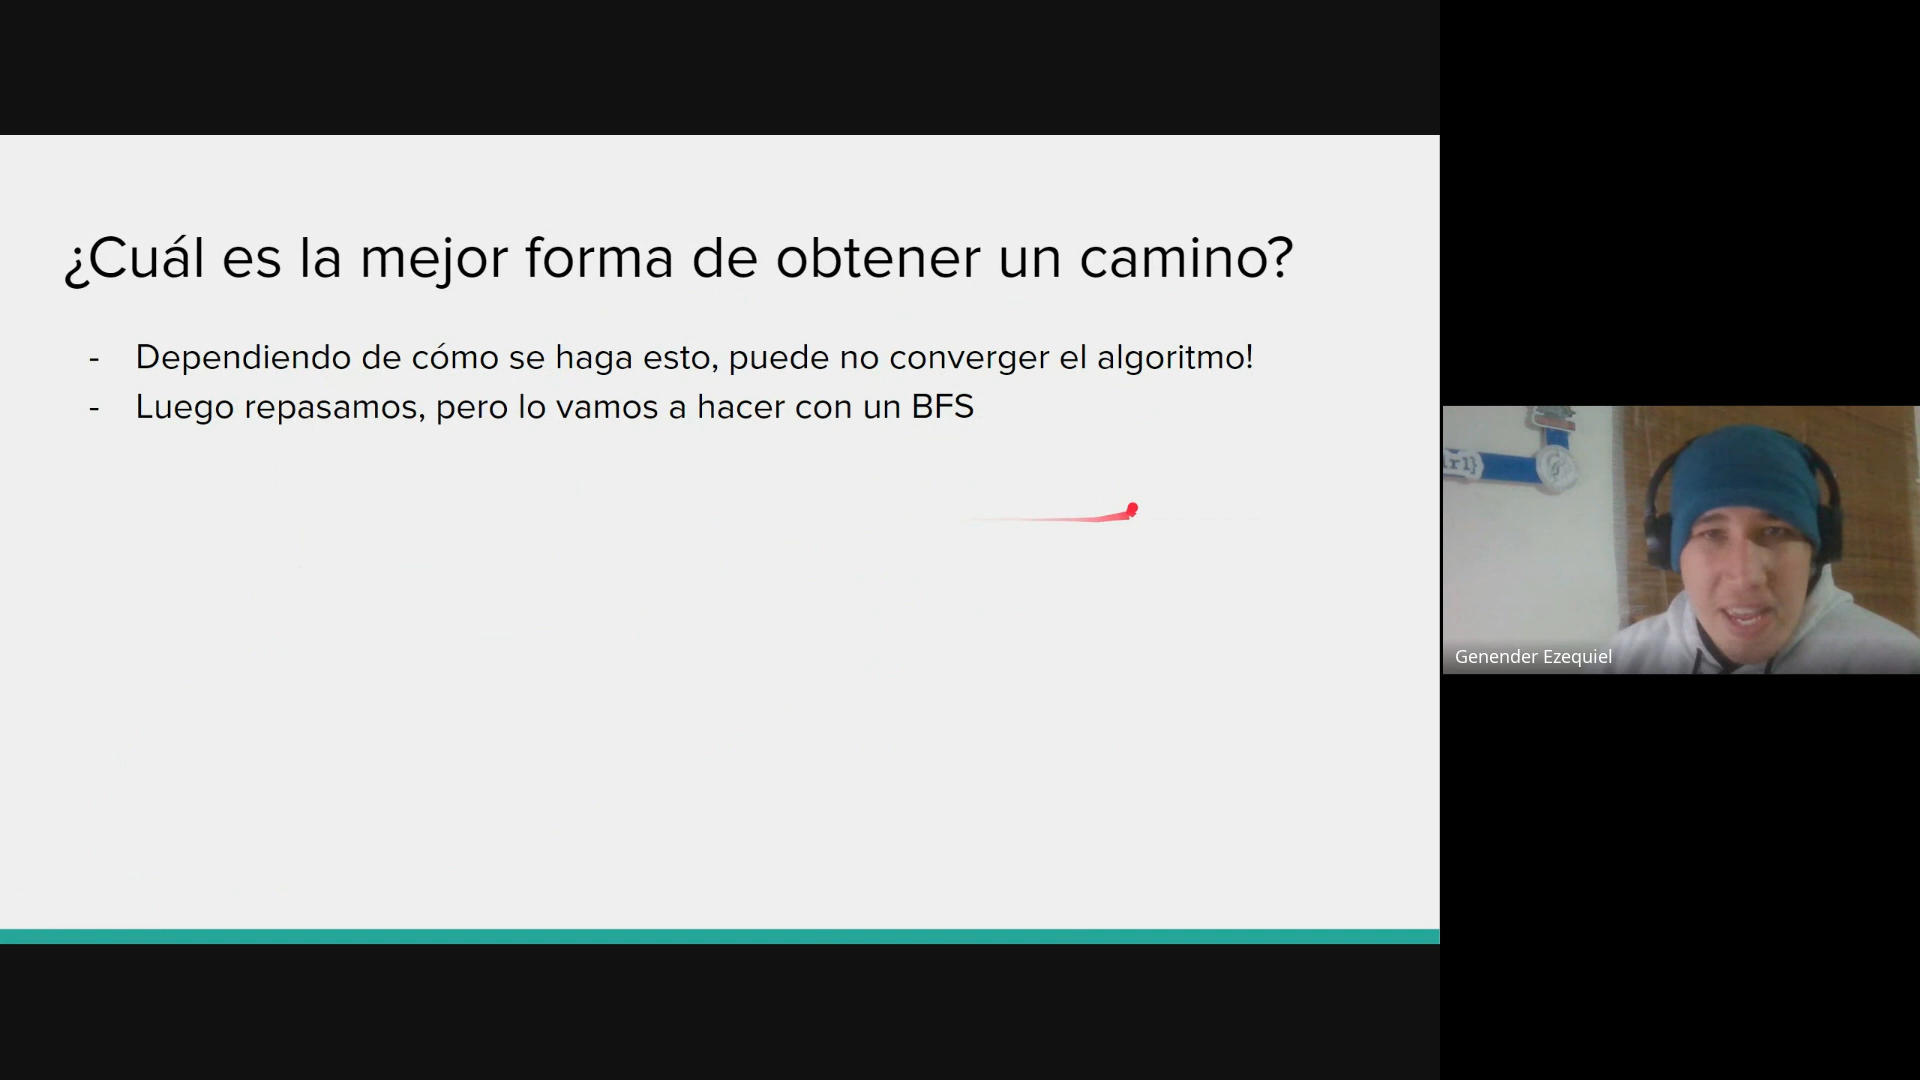 ¿Cuál es la mejor forma de obtener un camino?
- Dependiendo de cómo se haga esto, puede no converger el algoritmo!
- Luego repasamos, pero lo vamos a hacer con un BFS
Genender Ezequiel